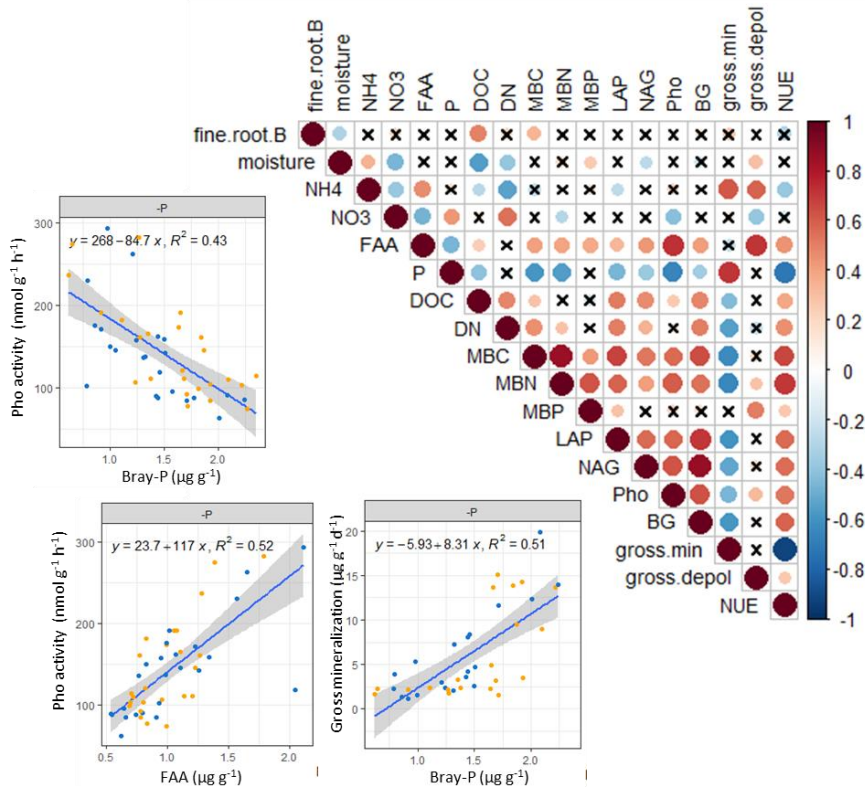 fine.root.B
moisture
NH4
NO3
FAA
P
DOC
DN
MBC
MBN
MBP
LAP
NAG
Pho
BG
gross.min
gross.depol
NUE
fine.root.B
moisture
NH4
NO3
FAA
P
DOC
DN
MBC
MBN
MBP
LAP
NAG
Pho
BG
gross.min
gross.depol
NUE
1
0.8
0.6
0.4
0.2
0
-0.2
-0.4
-0.6
-0.8
-1
-P
y = 268 − 84.7 x, R² = 0.43
300
200
100
Pho activity (nmol g⁻¹ h⁻¹)
1.0 1.5 2.0
Bray-P (µg g⁻¹)
-P
y = 23.7 + 117 x, R² = 0.52
300
200
100
Pho activity (nmol g⁻¹ h⁻¹)
0.5 1.0 1.5 2.0
FAA (µg g⁻¹)
-P
y = −5.93 + 8.31 x, R² = 0.51
20
15
10
5
0
Gross mineralization (µg g⁻¹ d⁻¹)
1.0 1.5 2.0
Bray-P (µg g⁻¹)